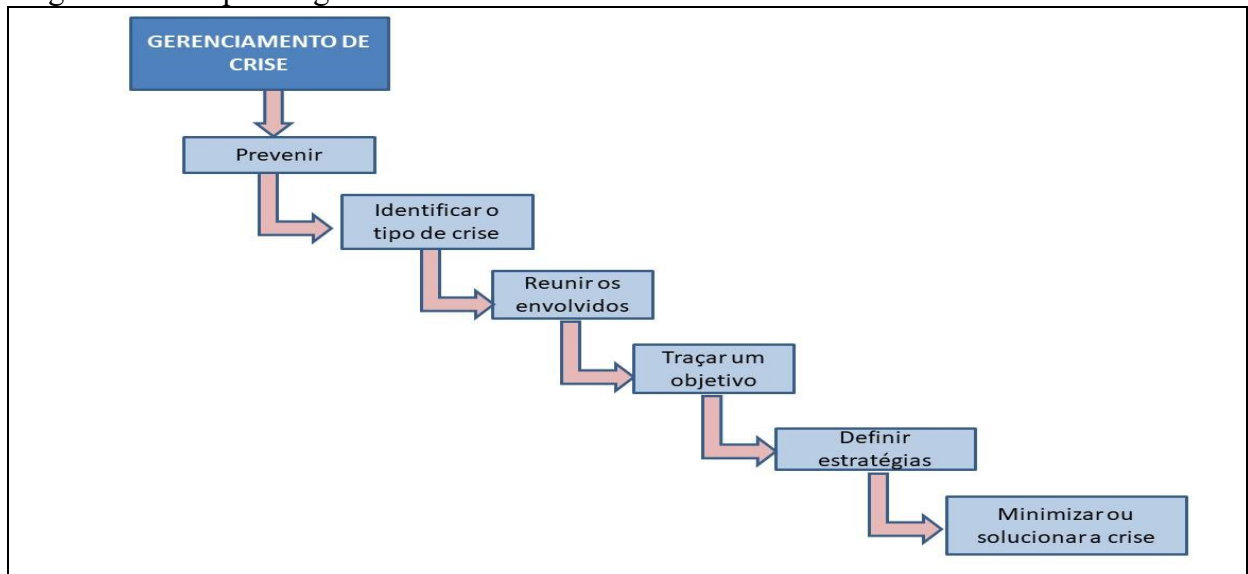 GERENCIAMENTO DE
CRISE
Prevenir
Identificar o
tipo de crise
Reunir os
envolvidos
Traçar um
objetivo
Definir
estratégias
Minimizar ou
solucionar a crise